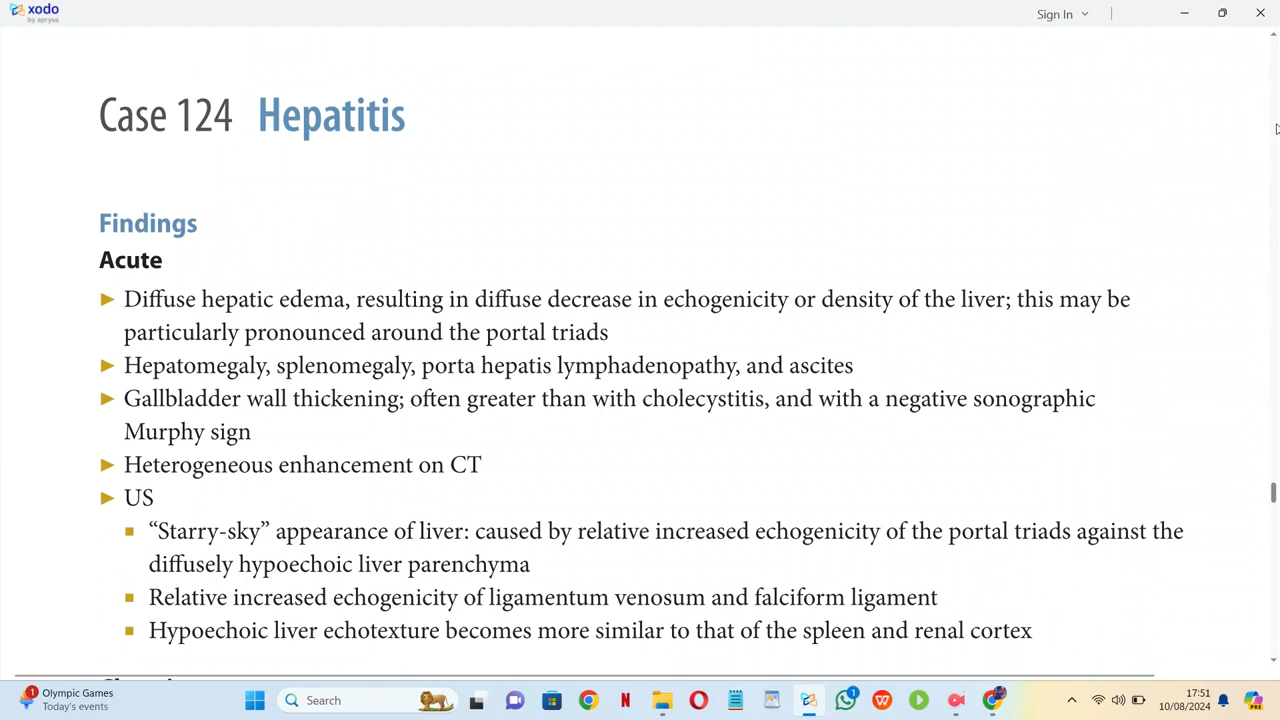 xodo
by apryse
Sign In
Case 124 Hepatitis
Findings
Acute
► Diffuse hepatic edema, resulting in diffuse decrease in echogenicity or density of the liver; this may be
particularly pronounced around the portal triads
► Hepatomegaly, splenomegaly, porta hepatis lymphadenopathy, and ascites
► Gallbladder wall thickening; often greater than with cholecystitis, and with a negative sonographic
Murphy sign
► Heterogeneous enhancement on CT
► US
■ “Starry-sky” appearance of liver: caused by relative increased echogenicity of the portal triads against the
diffusely hypoechoic liver parenchyma
■ Relative increased echogenicity of ligamentum venosum and falciform ligament
■ Hypoechoic liver echotexture becomes more similar to that of the spleen and renal cortex
1
Olympic Games
Today's events
Search
N
1
17:51
10/08/2024
PRE